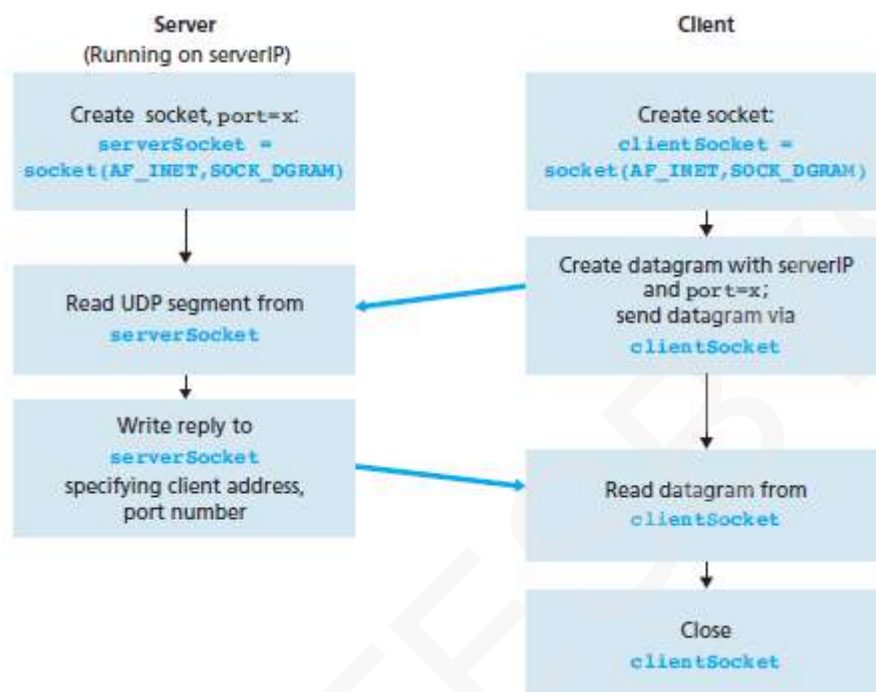 Server
(Running on serverIP)
Create socket, port=x:
serverSocket =
socket(AF_INET,SOCK_DGRAM)
Read UDP segment from
serverSocket
Write reply to
serverSocket
specifying client address,
port number
Client
Create socket:
clientSocket =
socket(AF_INET,SOCK_DGRAM)
Create datagram with serverIP
and port=x;
send datagram via
clientSocket
Read datagram from
clientSocket
Close
clientSocket